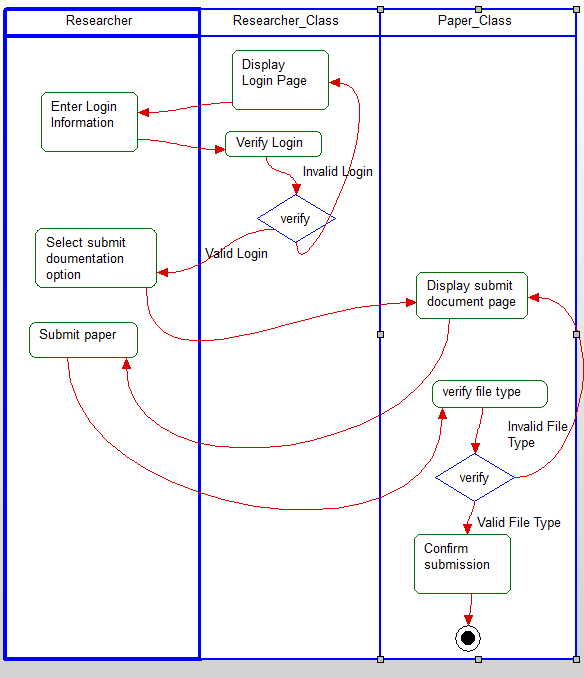 Researcher
Researcher_Class
Paper_Class
Display
Login Page
Enter Login
Information
Verify Login
Invalid Login
verify
Valid Login
Select submit
doumentation
option
Display submit
document page
Submit paper
verify file type
Invalid File
Type
verify
Valid File Type
Confirm
submission